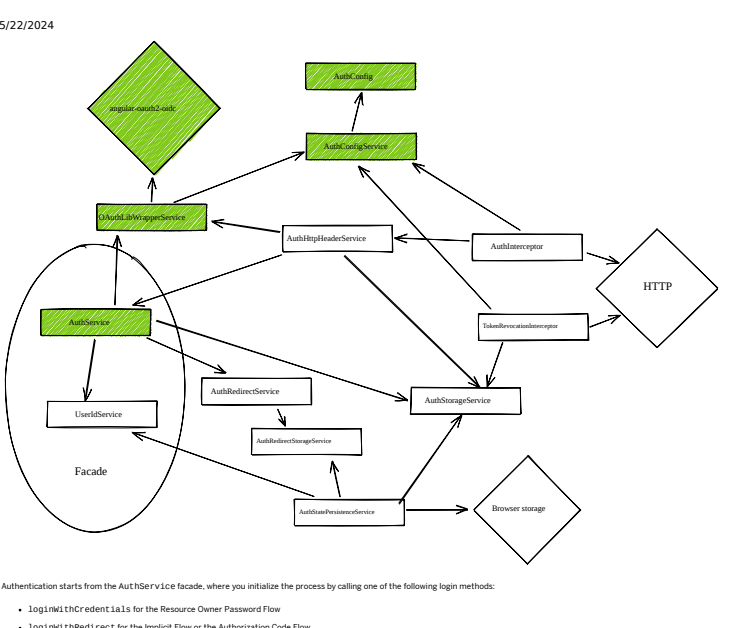 5/22/2024
AuthConfig
angular-oauth2-oidc
AuthConfigService
OAuthLibWrapperService
AuthHttpHeaderService
AuthInterceptor
HTTP
AuthService
TokenRevocationInterceptor
AuthRedirectService
AuthStorageService
UserIdService
AuthRedirectStorageService
Facade
AuthStatePersistenceService
Browser storage
Authentication starts from the AuthService facade, where you initialize the process by calling one of the following login methods:
• loginWithCredentials for the Resource Owner Password Flow
• loginWithRedirect for the Implicit Flow or the Authorization Code Flow